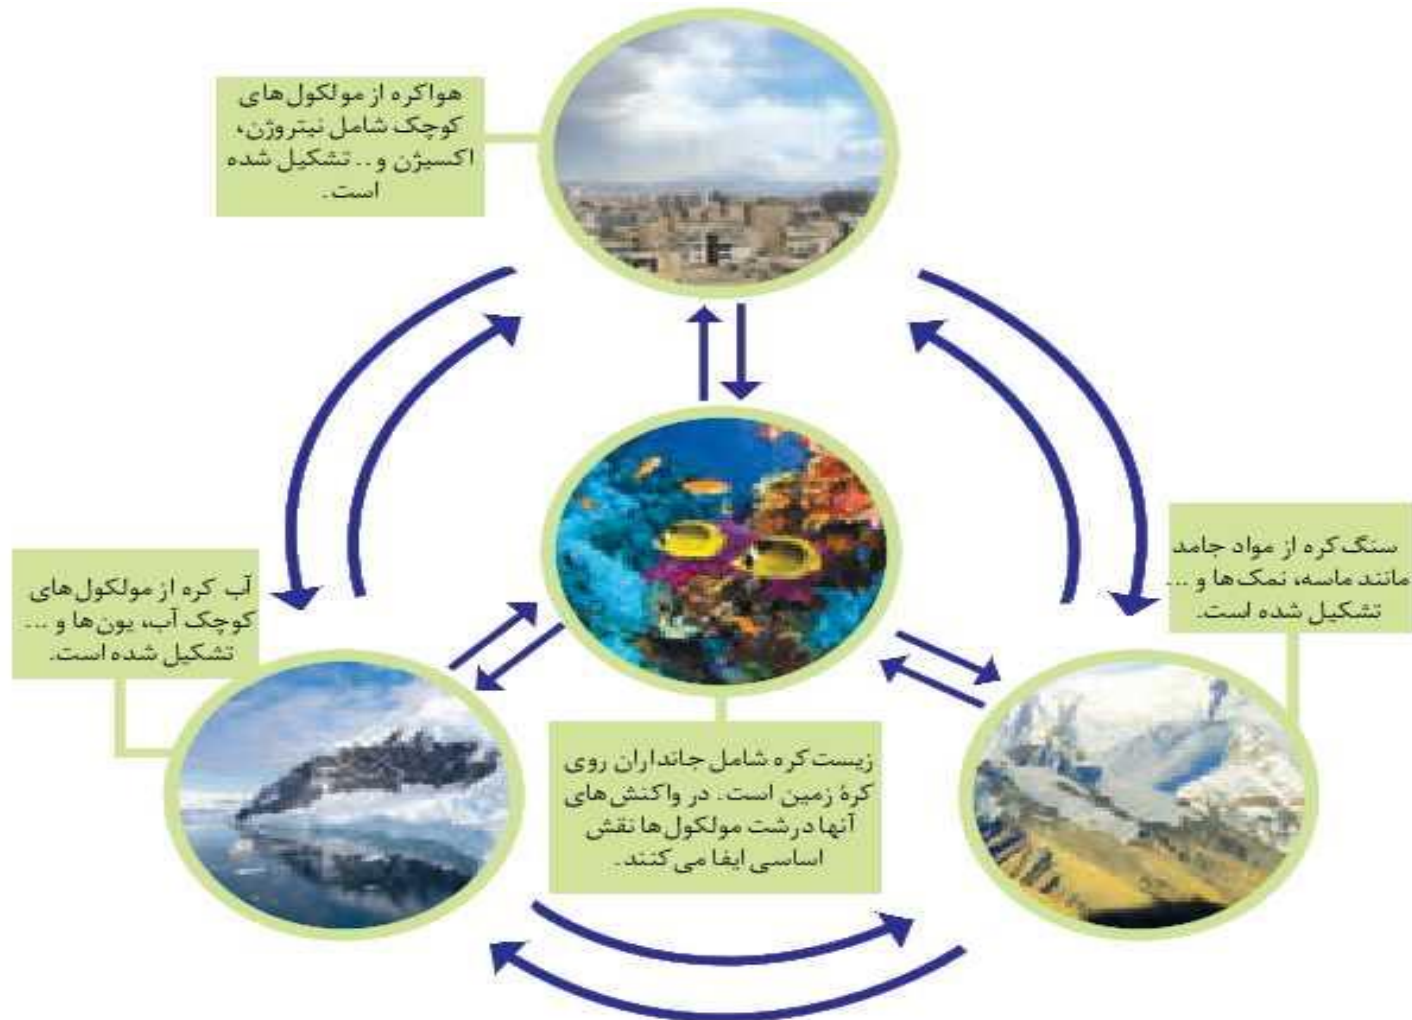 هواکره از مولکول‌های
کوچک شامل نیتروژن،
اکسیژن و.. تشکیل شده
است.
سنگ کره از مواد جامد
مانند ماسه، نمک‌ها و ...
تشکیل شده است.
آب کره از مولکول‌های
کوچک آب، یون‌ها و ...
تشکیل شده است.
زیست کره شامل جانداران روی
کرهٔ زمین است. در واکنش‌های
آنها درشت مولکول‌ها نقش
اساسی ایفا می‌کنند.